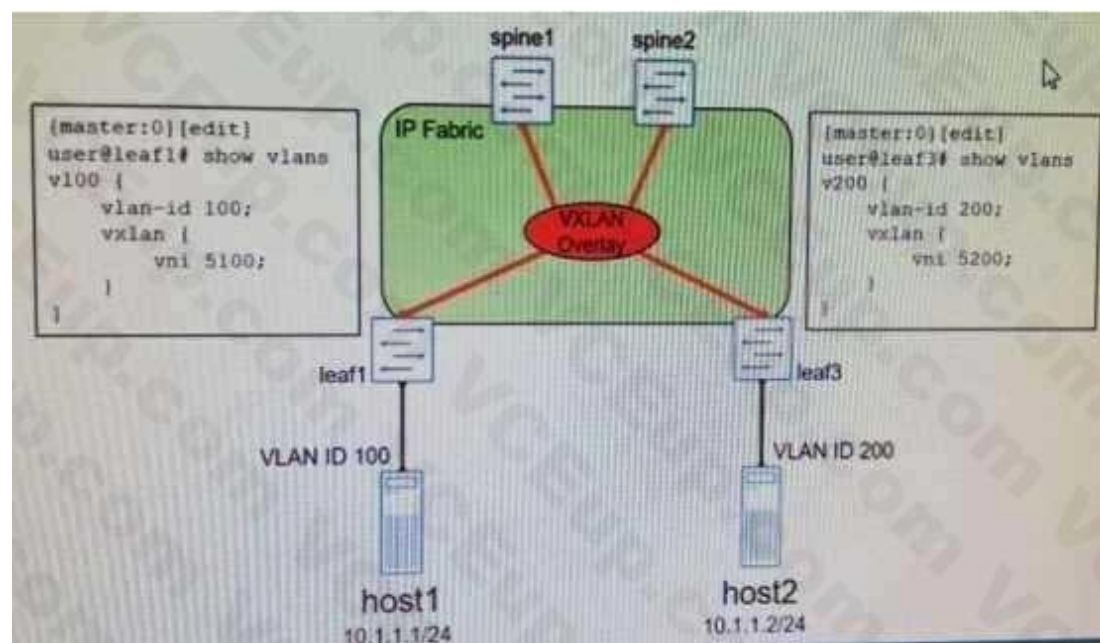 spine1
spine2
{master:0}[edit]
user@leaf1# show vlans
v100 {
vlan-id 100;
vxlan {
vni 5100;
}
}
IP Fabric
VXLAN
Overlay
{master:0}[edit]
user@leaf3# show vlans
v200 {
vlan-id 200;
vxlan {
vni 5200;
}
}
leaf1
leaf3
VLAN ID 100
VLAN ID 200
host1
10.1.1.1/24
host2
10.1.1.2/24
VCEup.com